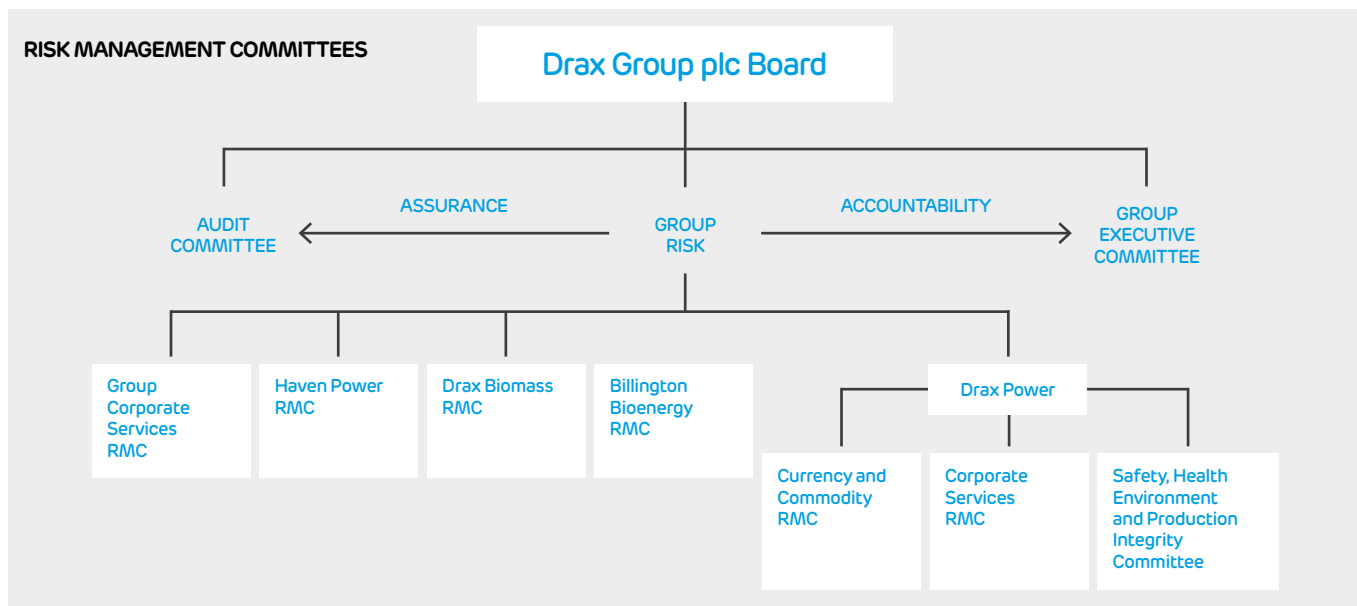 RISK MANAGEMENT COMMITTEES
Drax Group plc Board
AUDIT
COMMITTEE
ASSURANCE
GROUP
RISK
ACCOUNTABILITY
GROUP
EXECUTIVE
COMMITTEE
Group
Corporate
Services
RMC
Haven Power
RMC
Drax Biomass
RMC
Billington
Bioenergy
RMC
Drax Power
Currency and
Commodity
RMC
Corporate
Services
RMC
Safety, Health
Environment
and Production
Integrity
Committee